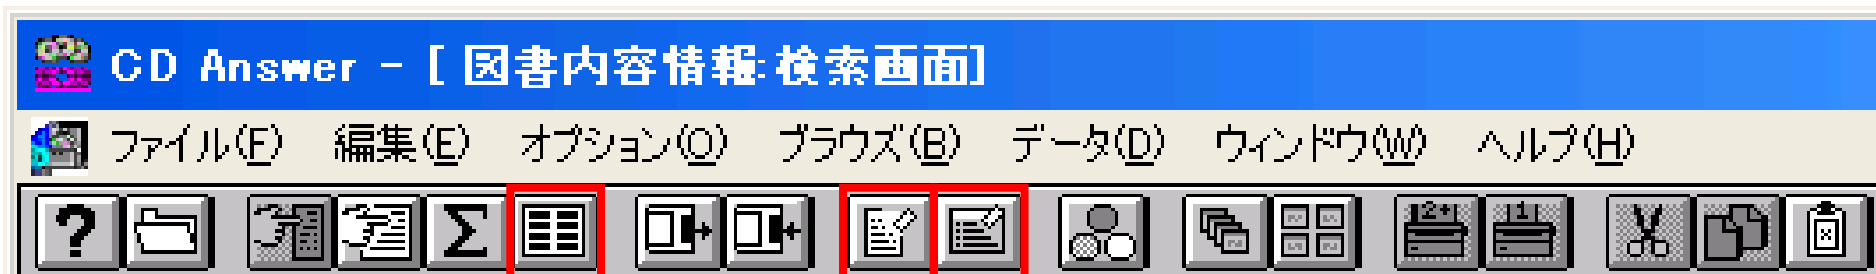 CD Answer - [ 図書内容情報:検索画面]
ファイル(F) 編集(E) オプション(O) ブラウズ(B) データ(D) ウィンドウ(W) ヘルプ(H)
? Σ 2+ 1